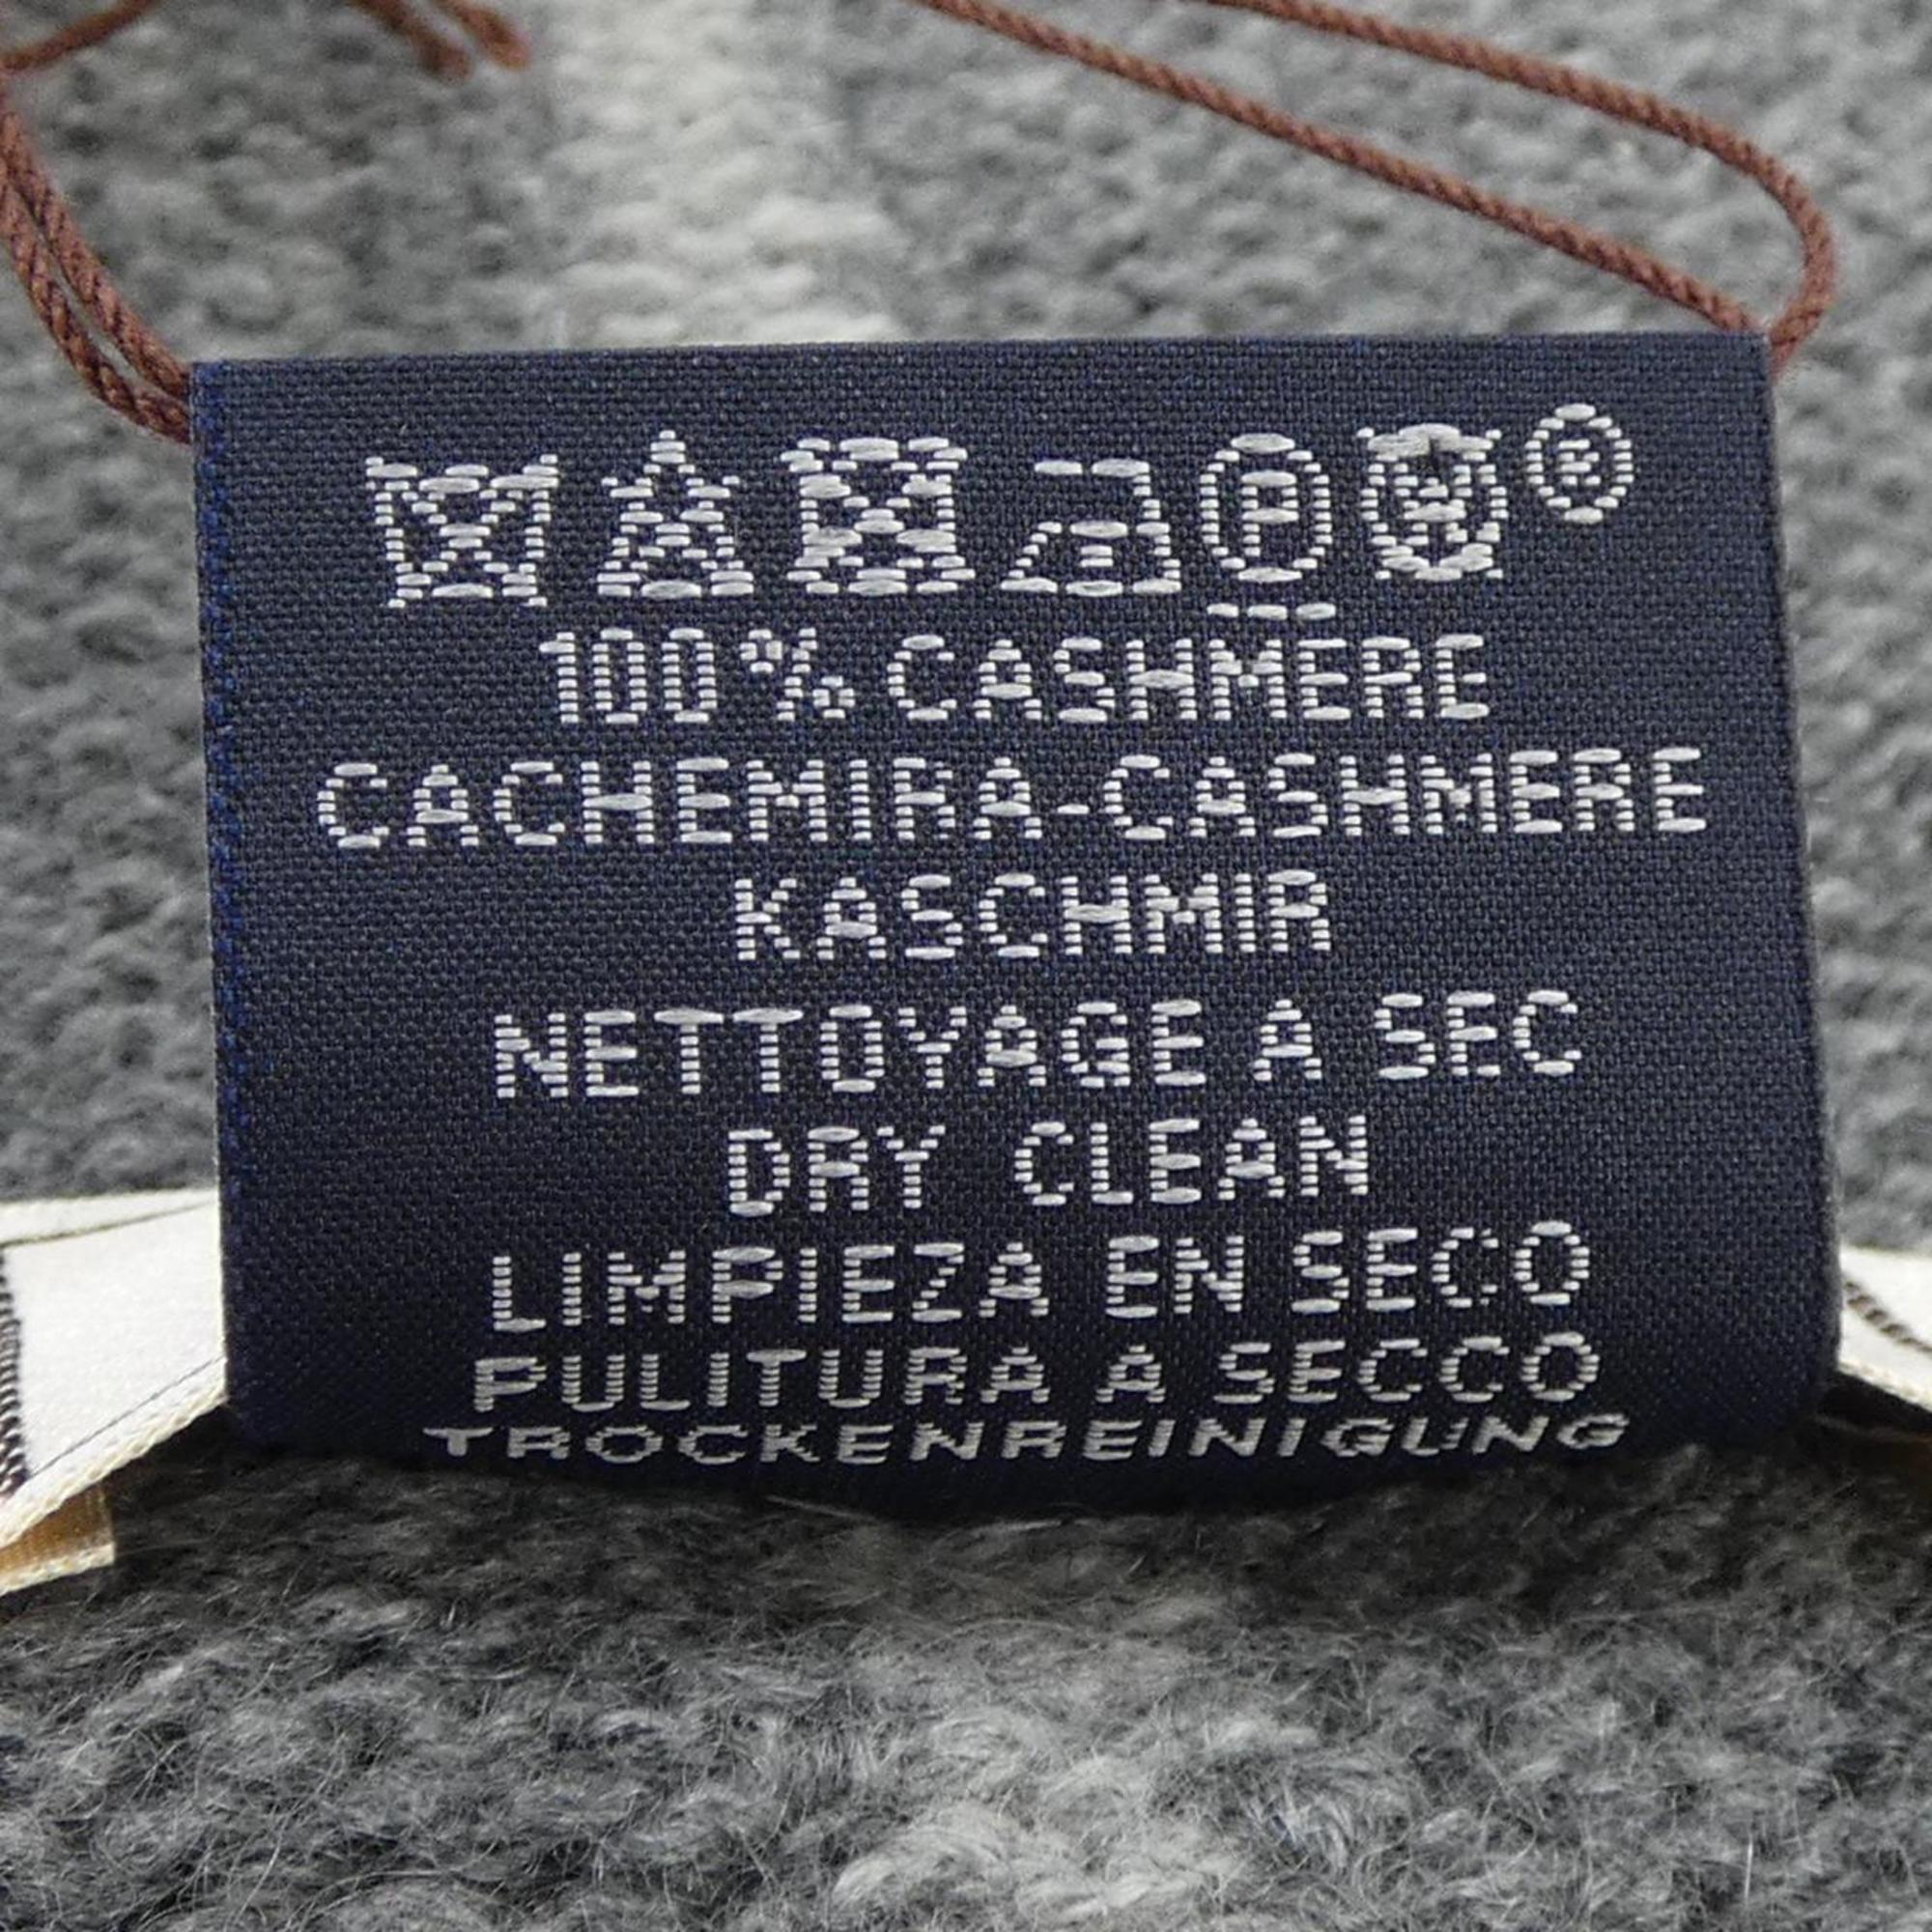 100% CASHMERE
CACHEMIRA-CASHMERE
KASCHMIR
NETTOYAGE A SEC
DRY CLEAN
LIMPIEZA EN SECO
PULITURA A SECCO
TROCKENREINIGUNG